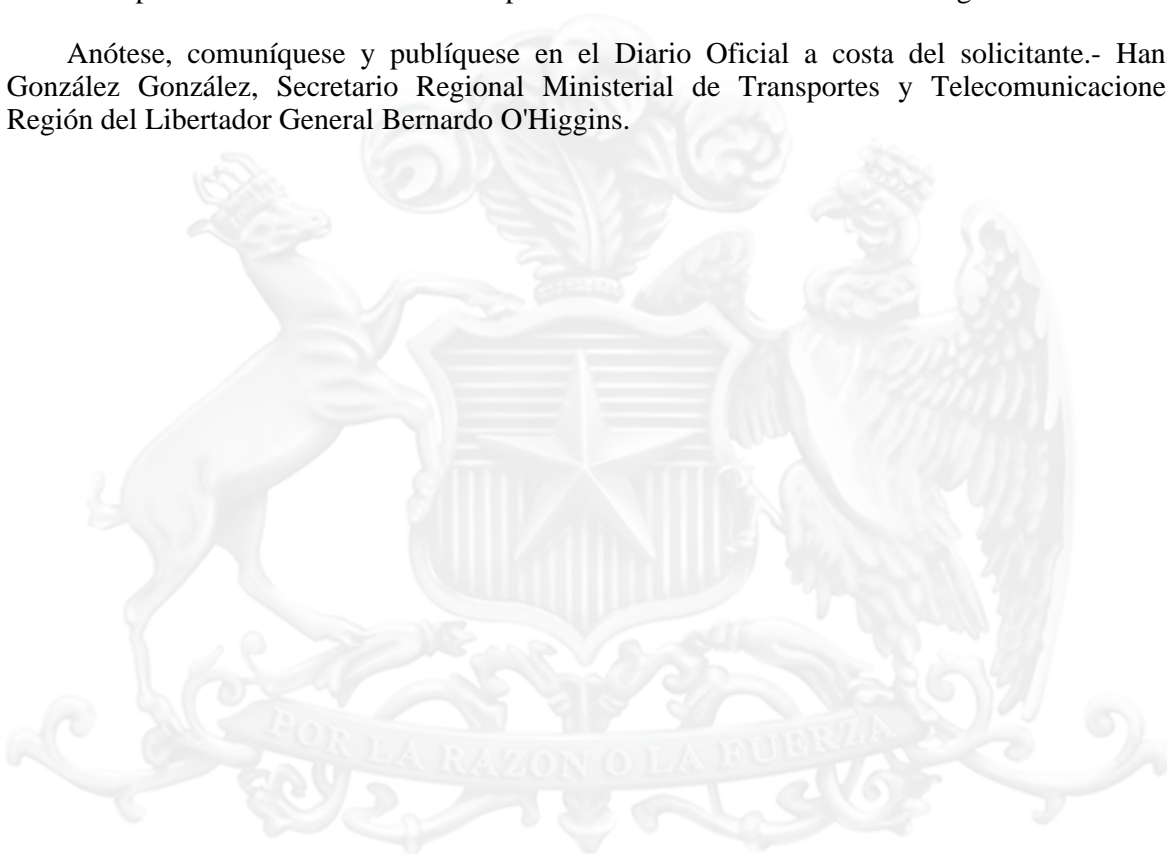 Anótese, comuníquese y publíquese en el Diario Oficial a costa del solicitante.- Han
González González, Secretario Regional Ministerial de Transportes y Telecomunicacione
Región del Libertador General Bernardo O'Higgins.
POR LA RAZON O LA FUERZA